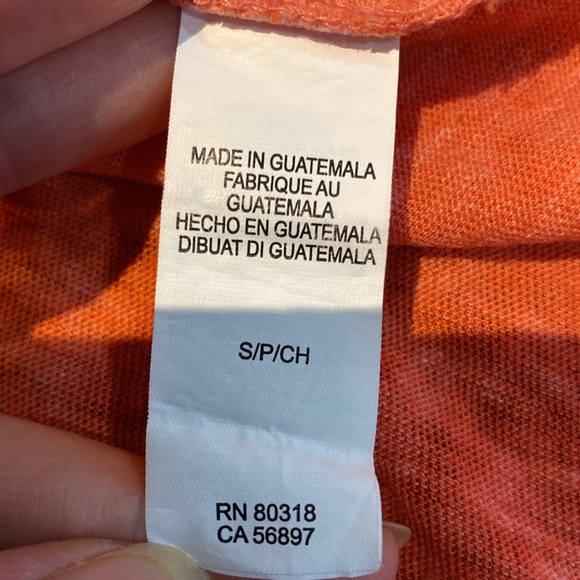 MADE IN GUATEMALA
FABRIQUE AU
GUATEMALA
HECHO EN GUATEMALA
DIBUAT DI GUATEMALA
S/P/CH
RN 80318
CA 56897